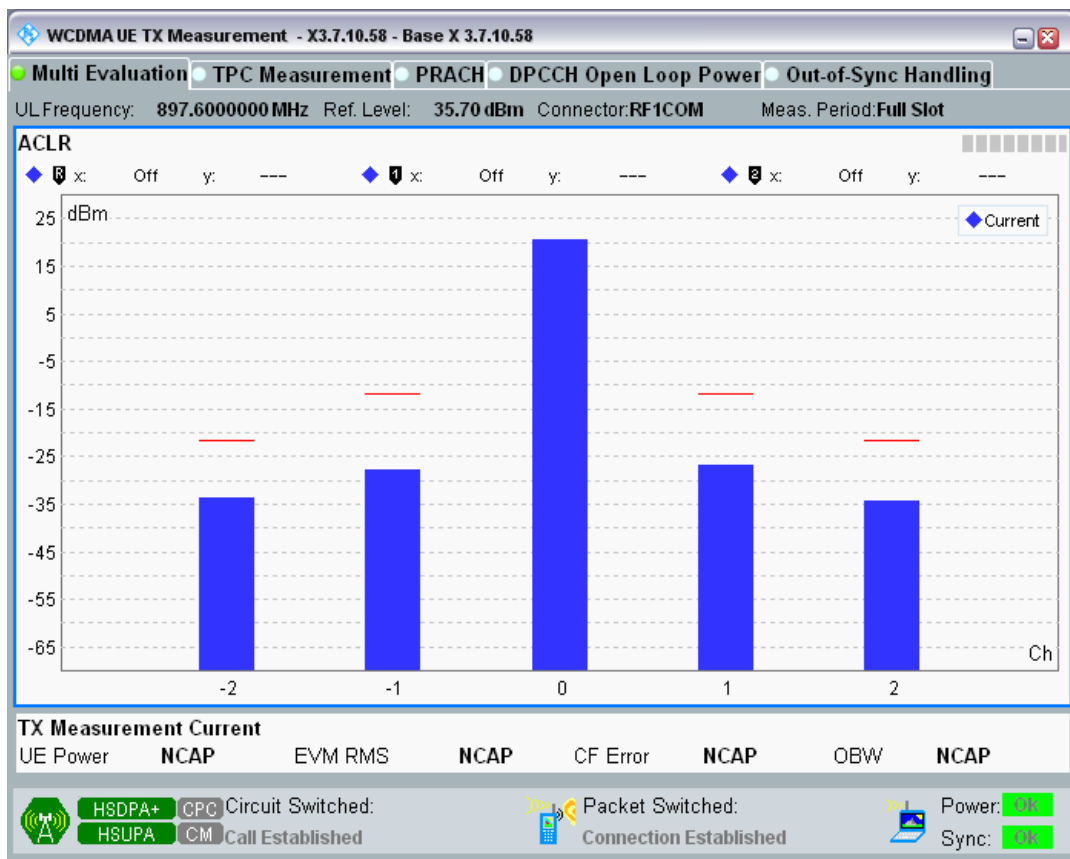 WCDMA UE TX Measurement - X3.7.10.58 - Base X 3.7.10.58
Multi Evaluation TPC Measurement PRACH DPCCH Open Loop Power Out-of-Sync Handling
UL Frequency: 897.6000000 MHz Ref. Level: 35.70 dBm Connector:RF1COM Meas. Period:Full Slot
ACLR
R x: Off y: --- 1 x: Off y: --- 2 x: Off y: ---
dBm
Current
25
15
5
-5
-15
-25
-35
-45
-55
-65
Ch
-2 -1 0 1 2
TX Measurement Current
UE Power NCAP EVM RMS NCAP CF Error NCAP OBW NCAP
HSDPA+ CPC Circuit Switched: Packet Switched: Power: OK
HSUPA CM Call Established Connection Established Sync: OK